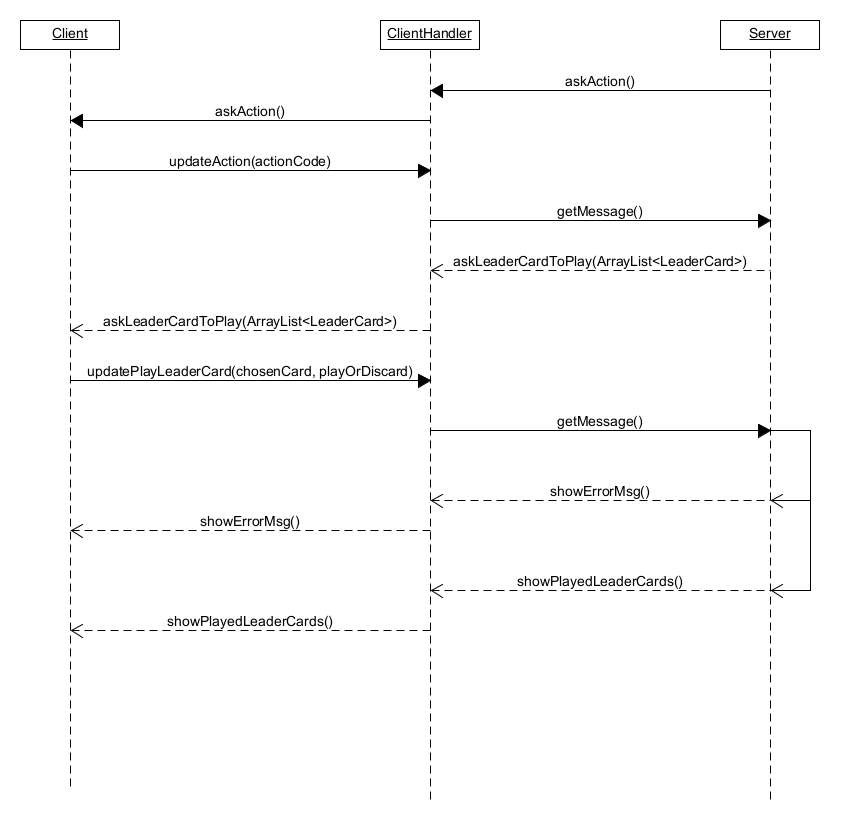 Client
ClientHandler
Server
askAction()
askAction()
updateAction(actionCode)
getMessage()
askLeaderCardToPlay(ArrayList<LeaderCard>)
askLeaderCardToPlay(ArrayList<LeaderCard>)
updatePlayLeaderCard(chosenCard, playOrDiscard)
getMessage()
showErrorMsg()
showErrorMsg()
showPlayedLeaderCards()
showPlayedLeaderCards()